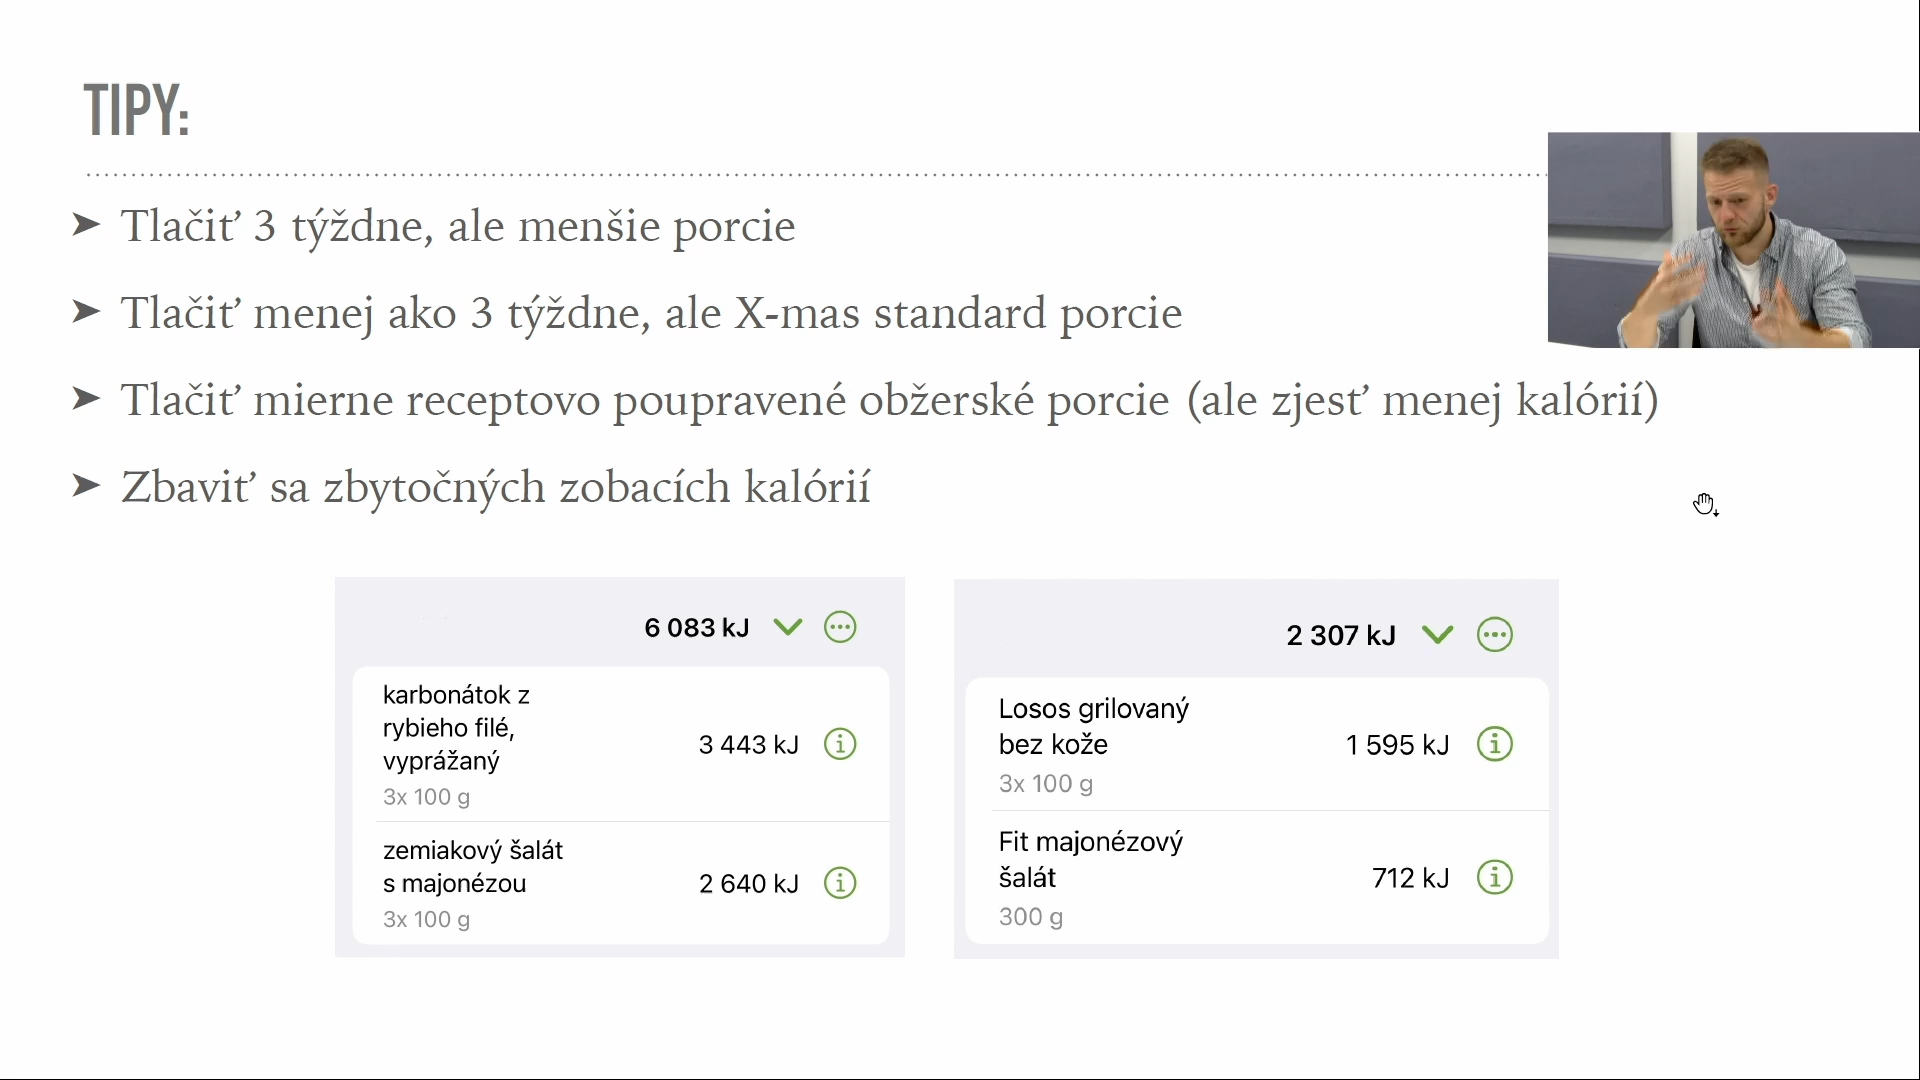 TIPY:
➤ Tlačiť 3 týždne, ale menšie porcie
➤ Tlačiť menej ako 3 týždne, ale X-mas standard porcie
➤ Tlačiť mierne receptovo poupravené obžerské porcie (ale zjesť menej kalórií)
➤ Zbaviť sa zbytočných zobacích kalórií
6 083 kJ
karbonátok z
rybieho filé,
vyprážaný
3 443 kJ
3x 100 g
zemiakový šalát
s majonézou
2 640 kJ
3x 100 g
2 307 kJ
Losos grilovaný
bez kože
1 595 kJ
3x 100 g
Fit majonézový
šalát
712 kJ
300 g